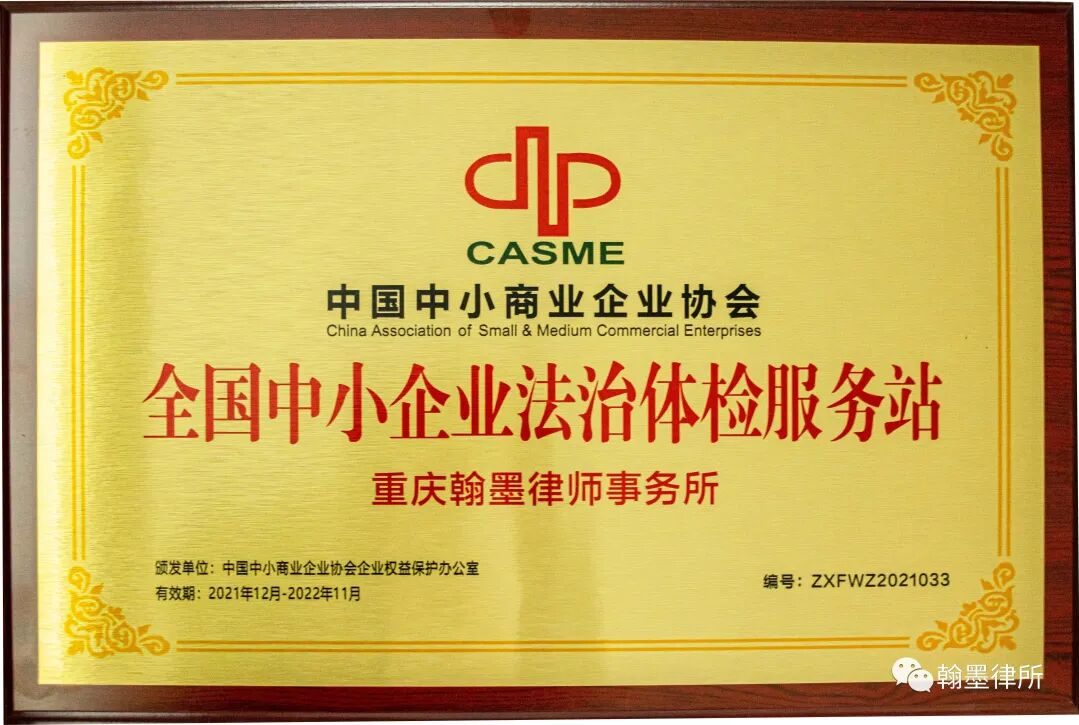 CASME
中国中小商业企业协会
China Association of Small & Medium Commercial Enterprises
全国中小企业法治体检服务站
重庆翰墨律师事务所
颁发单位：中国中小商业企业协会企业权益保护办公室
有效期：2021年12月-2022年11月
编号：ZXFWZ2021033
翰墨律所